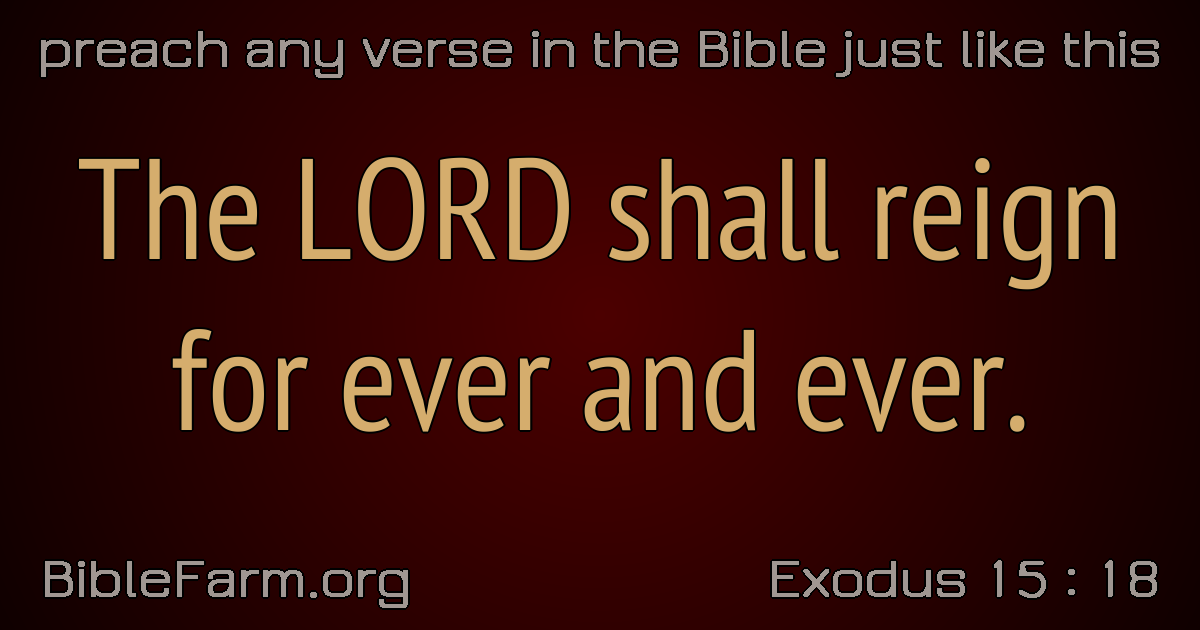 preach any verse in the Bible just like this
The LORD shall reign
for ever and ever.
BibleFarm.org
Exodus 15 : 18